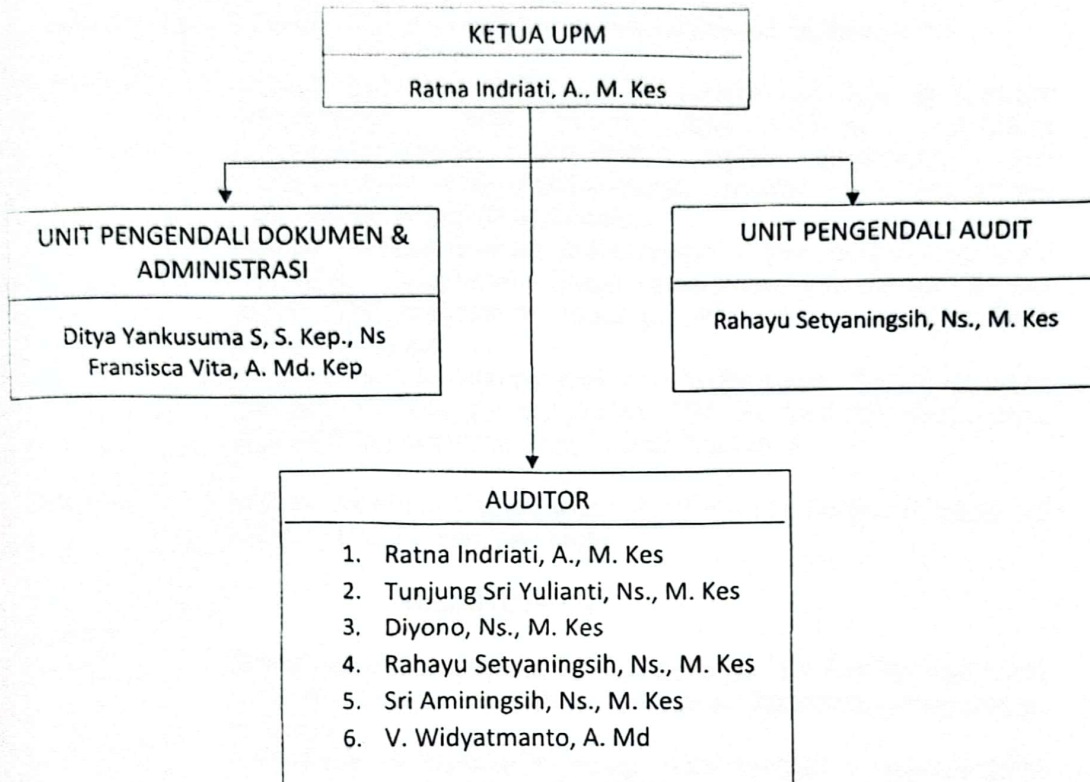 KETUA UPM
Ratna Indriati, A., M. Kes
UNIT PENGENDALI DOKUMEN &
ADMINISTRASI
Ditya Yankusuma S, S. Kep., Ns
Fransisca Vita, A. Md. Kep
UNIT PENGENDALI AUDIT
Rahayu Setyaningsih, Ns., M. Kes
AUDITOR
1. Ratna Indriati, A., M. Kes
2. Tunjung Sri Yulianti, Ns., M. Kes
3. Diyono, Ns., M. Kes
4. Rahayu Setyaningsih, Ns., M. Kes
5. Sri Aminingsih, Ns., M. Kes
6. V. Widyatmanto, A. Md